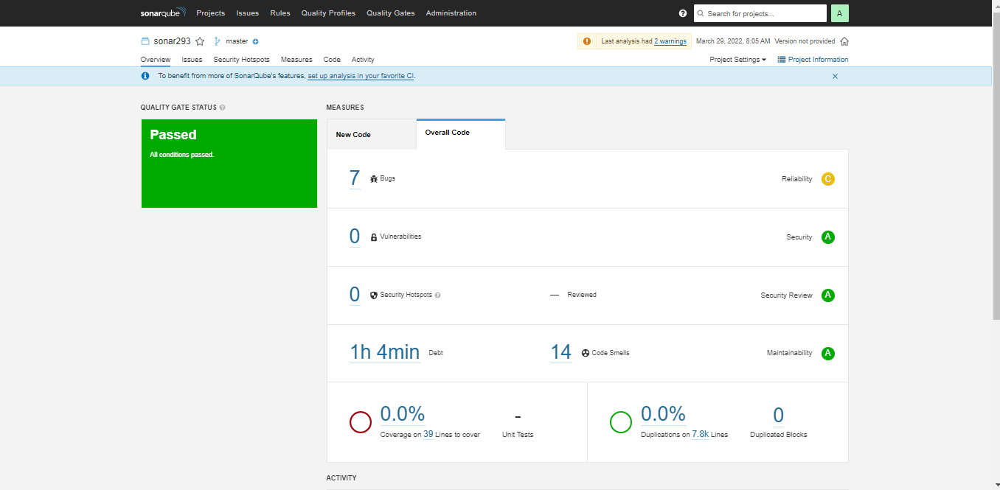 sonarqube Projects Issues Rules Quality Profiles Quality Gates Administration ? Search for projects... A
sonar293 master Last analysis had 2 warnings March 29, 2022, 8:05 AM Version not provided
Overview Issues Security Hotspots Measures Code Activity Project Settings Project Information
To benefit from more of SonarQube's features, set up analysis in your favorite CI.
QUALITY GATE STATUS ?
Passed
All conditions passed.
MEASURES
New Code Overall Code
7 Bugs Reliability C
0 Vulnerabilities Security A
0 Security Hotspots ? — Reviewed Security Review A
1h 4min Debt 14 Code Smells Maintainability A
0.0% - 0.0% 0
Coverage on 39 Lines to cover Unit Tests Duplications on 7.8k Lines Duplicated Blocks
ACTIVITY